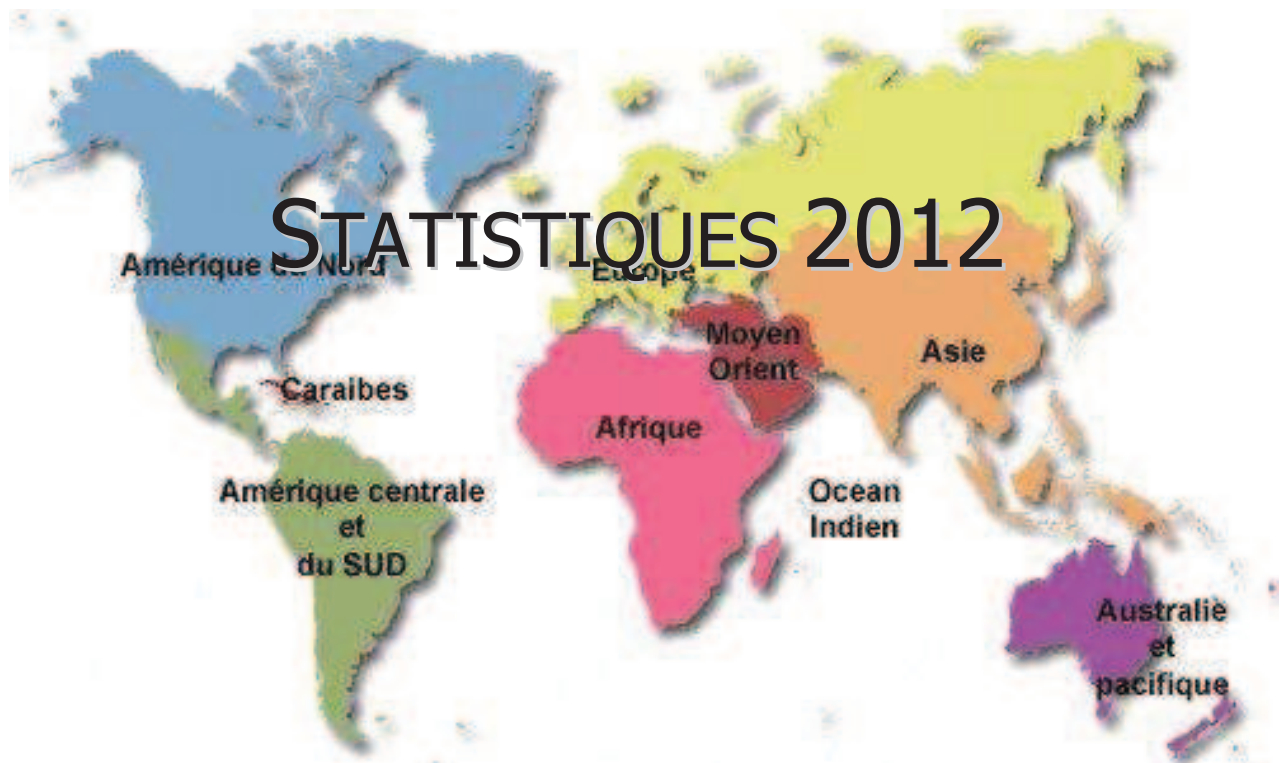 STATISTIQUES 2012
Amérique du Nord
Europe
Moyen
Orient
Asie
Caraibes
Afrique
Amérique centrale
et
du SUD
Océan
Indien
Australie
et
pacifique